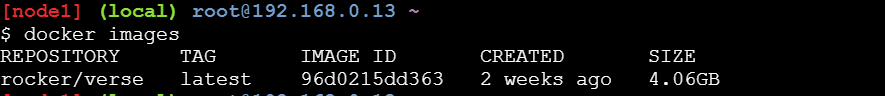 [node1] (local) root@192.168.0.13 ~
$ docker images
REPOSITORY TAG IMAGE ID CREATED SIZE
rocker/verse latest 96d0215dd363 2 weeks ago 4.06GB